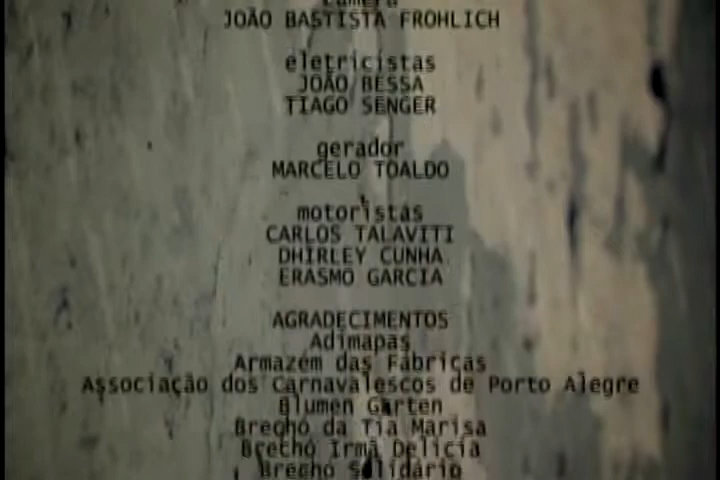 câmera
JOÃO BASTISTA FROHLICH
eletricistas
JOÃO BESSA
TIAGO SENGER
gerador
MARCELO TOALDO
motoristas
CARLOS TALAVITI
DHIRLEY CUNHA
ERASMO GARCIA
AGRADECIMENTOS
Adimapas
Armazém das Fábricas
Associação dos Carnavalescos de Porto Alegre
Blumen Garten
Brechó da Tia Marisa
Brechó Irmã Delícia
Brechó Solidário